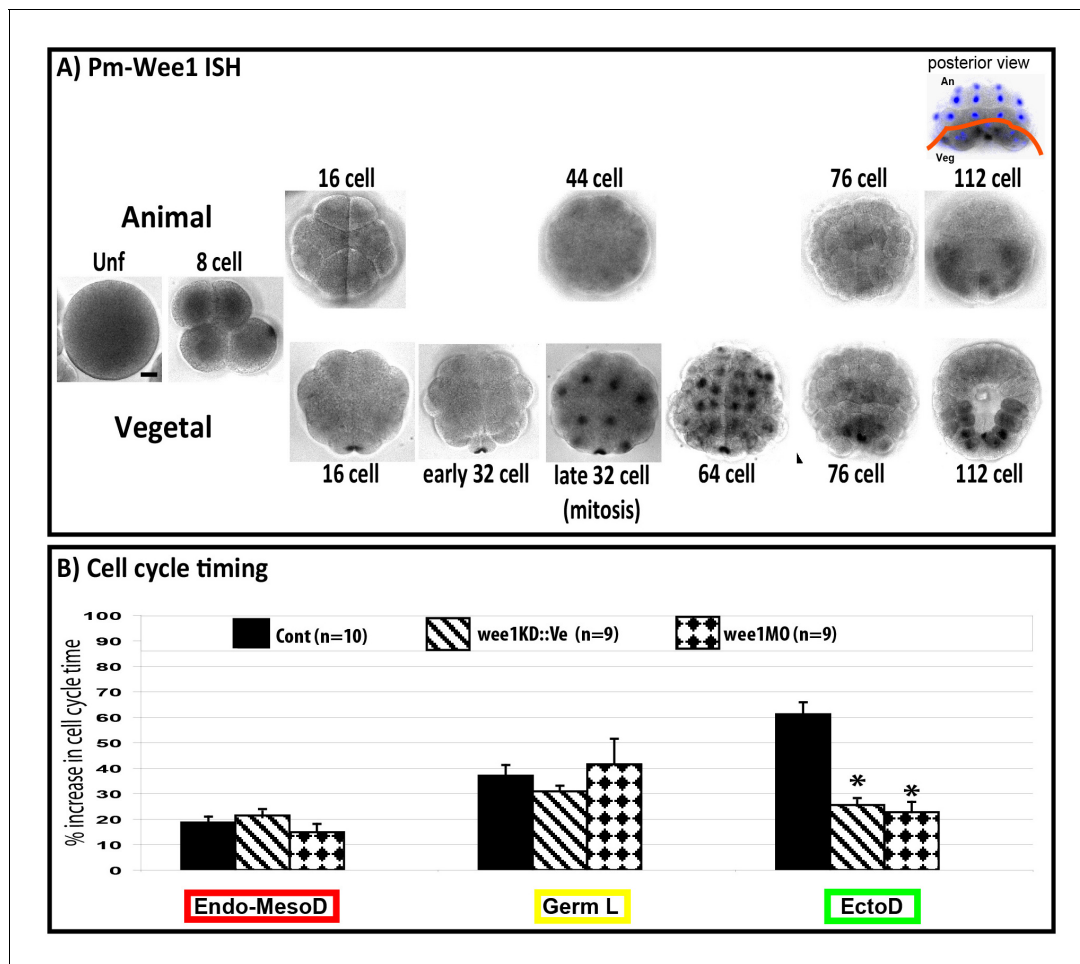 A) Pm-Wee1 ISH
posterior view
An
Veg
16 cell
44 cell
76 cell
112 cell
Animal
Unf
8 cell
Vegetal
16 cell
early 32 cell
late 32 cell
(mitosis)
64 cell
76 cell
112 cell
B) Cell cycle timing
% increase in cell cycle time
100
90
80
70
60
50
40
30
20
10
0
Cont (n=10)
wee1KD::Ve (n=9)
wee1MO (n=9)
*
*
Endo-MesoD
Germ L
EctoD